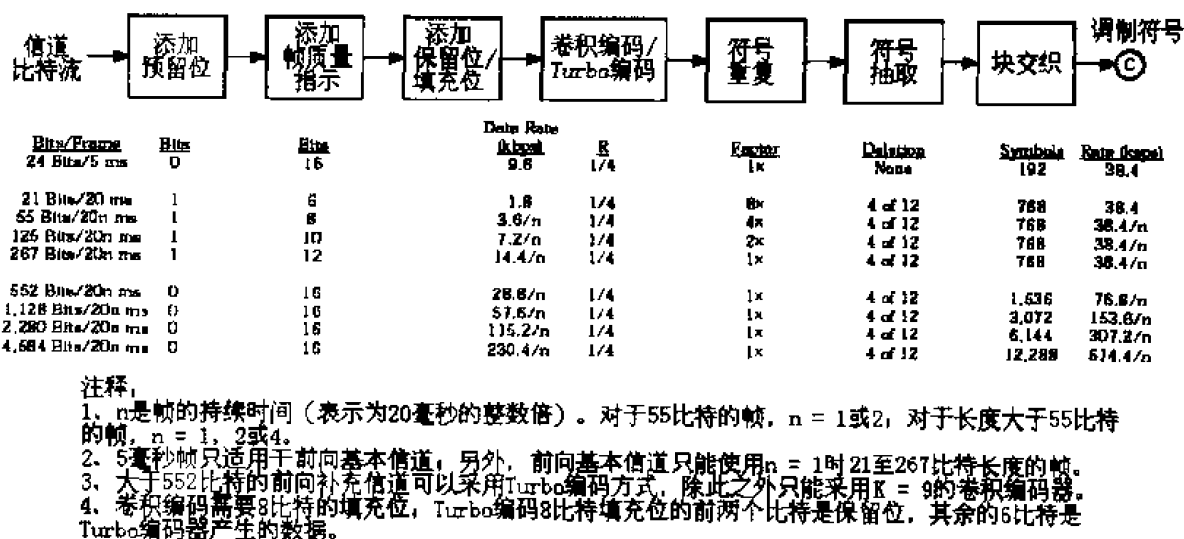 信道
比特流
添加
预留位
添加
帧质量
指示
添加
保留位/
填充位
卷积编码/
Turbo编码
符号
重复
符号
抽取
块交织
调制符号
C
Bits/Frame Bits Bits Data Rate (kbps) R Factor Deletion Symbols Rate (ksps)
24 Bits/5 ms 0 16 9.6 1/4 1× None 192 38.4
21 Bits/20 ms 1 6 1.8 1/4 8× 4 of 12 768 38.4
55 Bits/20n ms 1 8 3.6/n 1/4 4× 4 of 12 768 38.4/n
125 Bits/20n ms 1 10 7.2/n 1/4 2× 4 of 12 768 38.4/n
267 Bits/20n ms 1 12 14.4/n 1/4 1× 4 of 12 768 38.4/n
552 Bits/20n ms 0 16 28.8/n 1/4 1× 4 of 12 1,536 76.8/n
1,128 Bits/20n ms 0 16 57.6/n 1/4 1× 4 of 12 3,072 153.6/n
2,280 Bits/20n ms 0 16 115.2/n 1/4 1× 4 of 12 6,144 307.2/n
4,584 Bits/20n ms 0 16 230.4/n 1/4 1× 4 of 12 12,288 614.4/n
注释:
1、n是帧的持续时间(表示为20毫秒的整数倍)。对于55比特的帧, n = 1或2; 对于长度大于55比特
的帧, n = 1, 2或4。
2、5毫秒帧只适用于前向基本信道; 另外, 前向基本信道只能使用n = 1时21至267比特长度的帧。
3、大于552比特的前向补充信道可以采用Turbo编码方式, 除此之外只能采用K = 9的卷积编码器。
4、卷积编码需要8比特的填充位; Turbo编码8比特填充位的前两个比特是保留位, 其余的6比特是
Turbo编码器产生的数据。